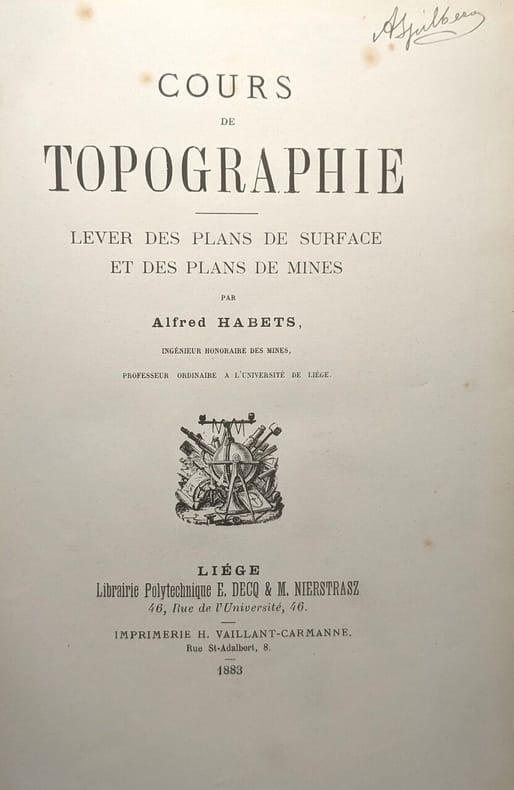 COURS
DE
TOPOGRAPHIE
LEVER DES PLANS DE SURFACE
ET DES PLANS DE MINES
PAR
Alfred HABETS,
INGÉNIEUR HONORAIRE DES MINES,
PROFESSEUR ORDINAIRE A L'UNIVERSITÉ DE LIÉGE.
LIÉGE
Librairie Polytechnique E. DECQ & M. NIERSTRASZ
46, Rue de l'Université, 46.
IMPRIMERIE H. VAILLANT-CARMANNE.
Rue St-Adalbert, 8.
1883